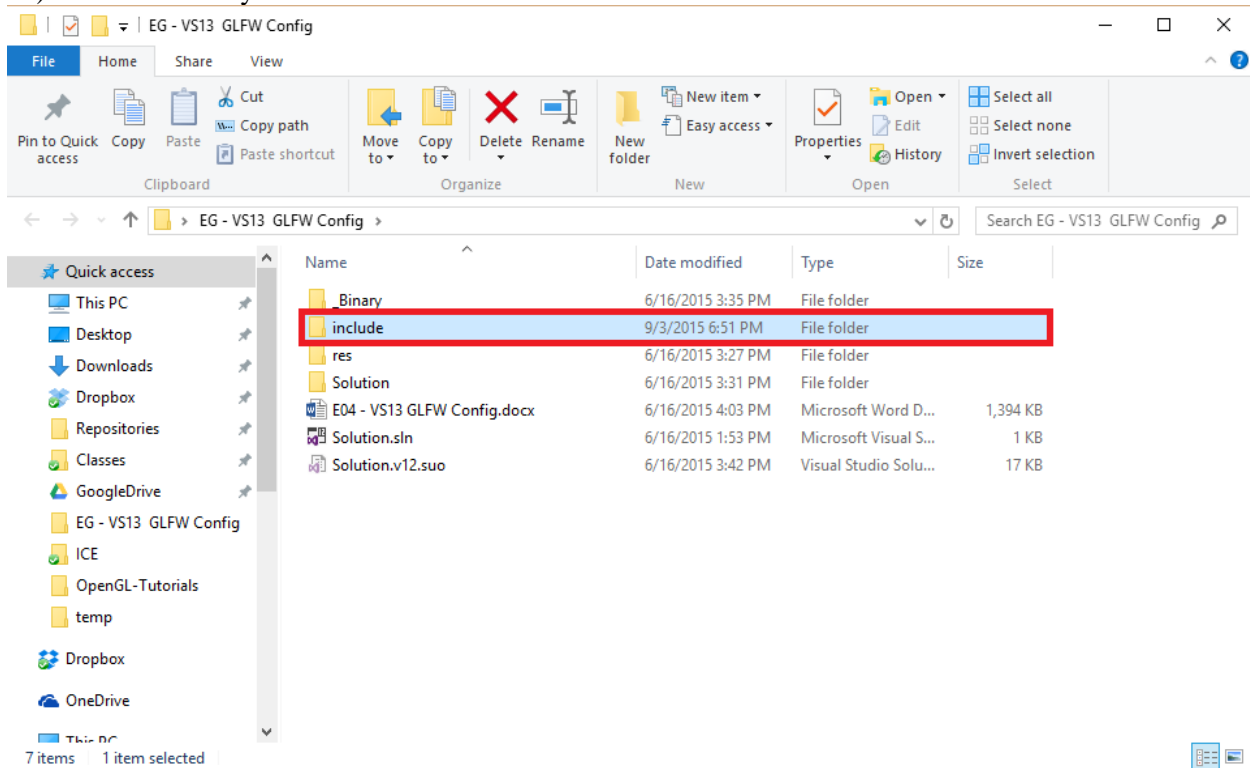 EG - VS13 GLFW Config
File Home Share View
Pin to Quick access
Copy
Paste
Cut
Copy path
Paste shortcut
Clipboard
Move to
Copy to
Delete
Rename
Organize
New folder
New item
Easy access
New
Properties
Open
Edit
History
Open
Select all
Select none
Invert selection
Select
EG - VS13 GLFW Config
Search EG - VS13 GLFW Config
Quick access
This PC
Desktop
Downloads
Dropbox
Repositories
Classes
GoogleDrive
EG - VS13 GLFW Config
ICE
OpenGL-Tutorials
temp
Dropbox
OneDrive
This PC
Name Date modified Type Size
_Binary 6/16/2015 3:35 PM File folder
include 9/3/2015 6:51 PM File folder
res 6/16/2015 3:27 PM File folder
Solution 6/16/2015 3:31 PM File folder
E04 - VS13 GLFW Config.docx 6/16/2015 4:03 PM Microsoft Word D... 1,394 KB
Solution.sln 6/16/2015 1:53 PM Microsoft Visual S... 1 KB
Solution.v12.suo 6/16/2015 3:42 PM Visual Studio Solu... 17 KB
7 items 1 item selected